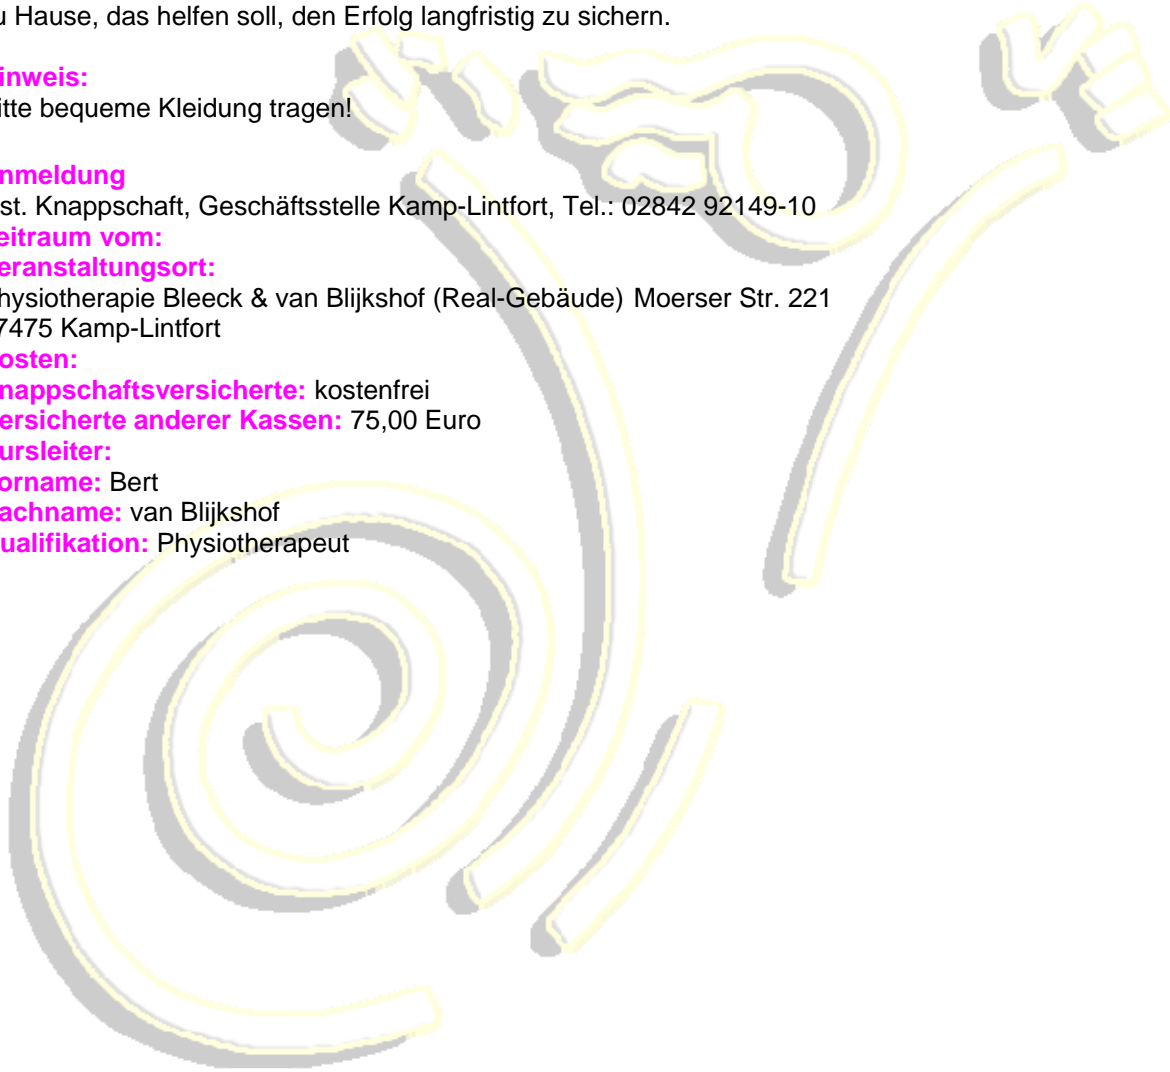 u Hause, das helfen soll, den Erfolg langfristig zu sichern.
inweis:
itte bequeme Kleidung tragen!
nmeldung
st. Knappschaft, Geschäftsstelle Kamp-Lintfort, Tel.: 02842 92149-10
eitraum vom:
eranstaltungsort:
hysiotherapie Bleeck & van Blijkshof (Real-Gebäude) Moerser Str. 221
7475 Kamp-Lintfort
osten:
nappschaftsversicherte: kostenfrei
ersicherte anderer Kassen: 75,00 Euro
ursleiter:
orname: Bert
achname: van Blijkshof
ualifikation: Physiotherapeut